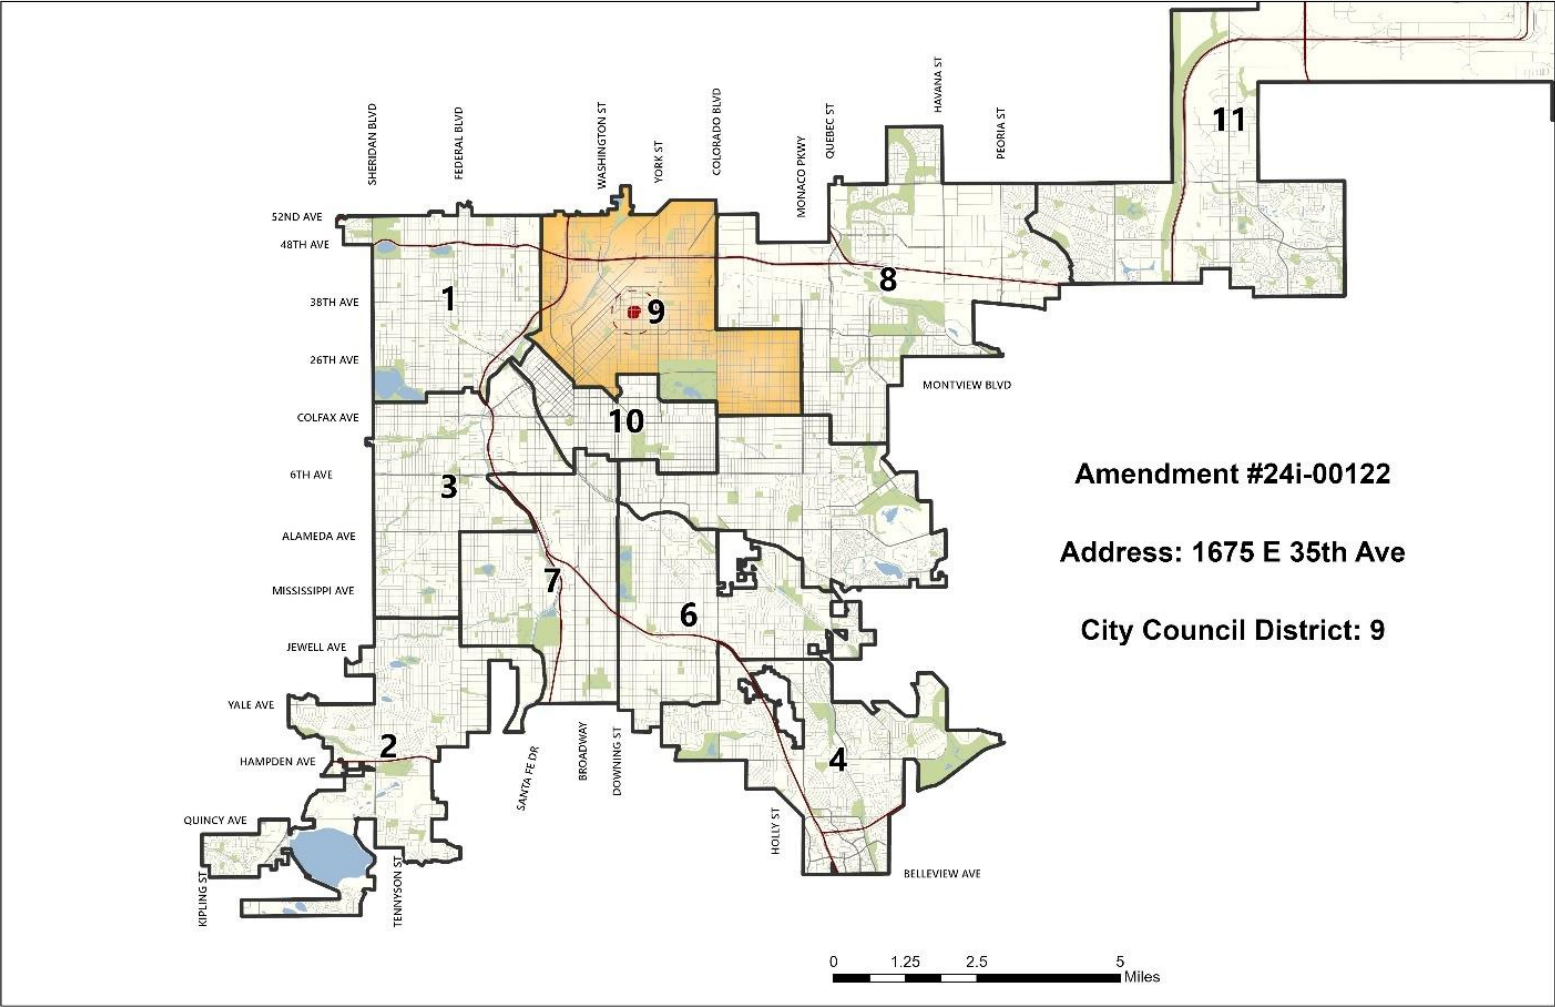 SHERIDAN BLVD
FEDERAL BLVD
WASHINGTON ST
YORK ST
COLORADO BLVD
MONACO PKWY
QUEBEC ST
HAVANA ST
PEORIA ST
11
52ND AVE
48TH AVE
8
1
38TH AVE
9
26TH AVE
MONTVIEW BLVD
COLFAX AVE
10
6TH AVE
3
Amendment #24i-00122
ALAMEDA AVE
Address: 1675 E 35th Ave
7
MISSISSIPPI AVE
6
City Council District: 9
JEWELL AVE
YALE AVE
2
HAMPDEN AVE
4
SANTA FE DR
BROADWAY
DOWNING ST
HOLLY ST
QUINCY AVE
KIPLING ST
TENNYSON ST
BELLEVIEW AVE
0 1.25 2.5 5
Miles